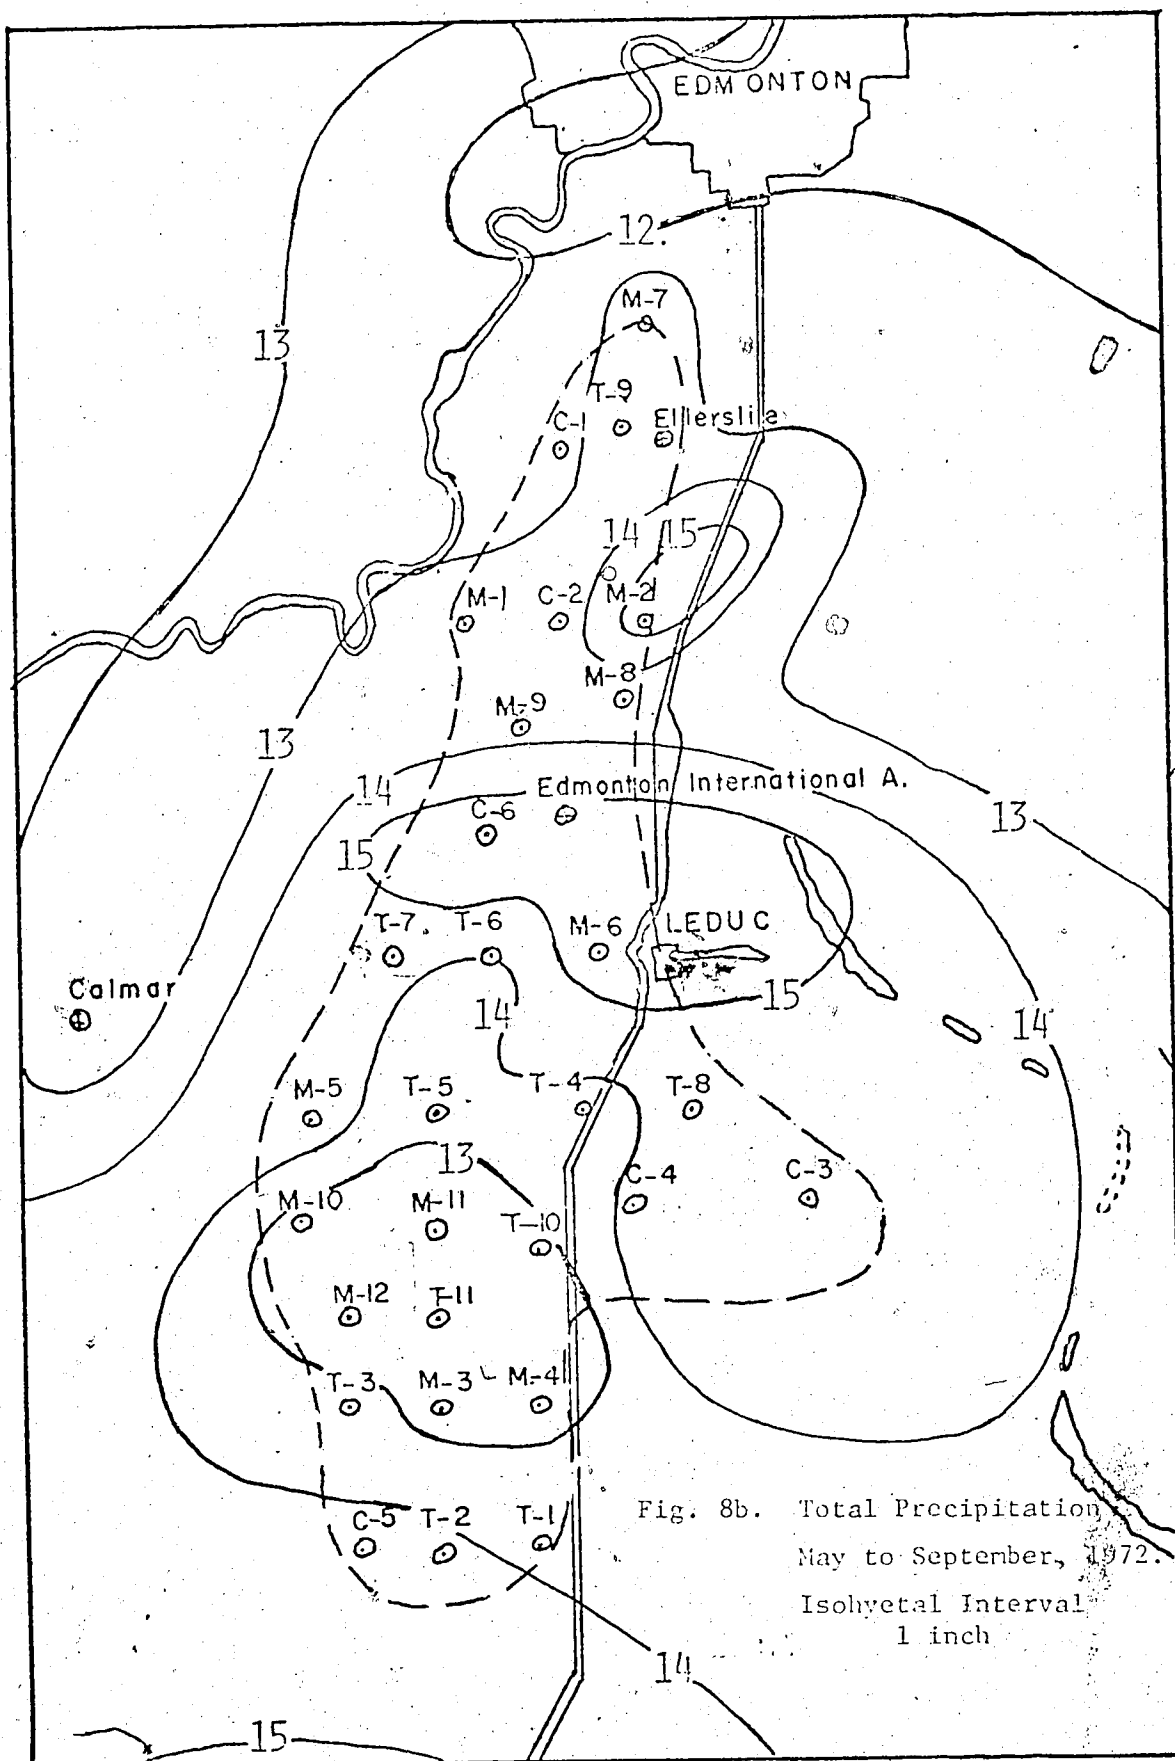 EDMONTON
12.
M-7
13
T-9
C-1
Ellerslie
14
15
M-1
C-2
M-2
M-8
M-9
13
14
Edmonton International A.
C-6
13
15
T-7.
T-6
M-6
LEDUC
Calmar
14
15
14
M-5
T-5
T-4
T-8
13
C-4
C-3
M-10
M-11
T-10
M-12
T-11
T-3
M-3
M-4
Fig. 8b. Total Precipitation
May to September, 1972.
Isohyetal Interval
1 inch
C-5
T-2
T-1
14
15